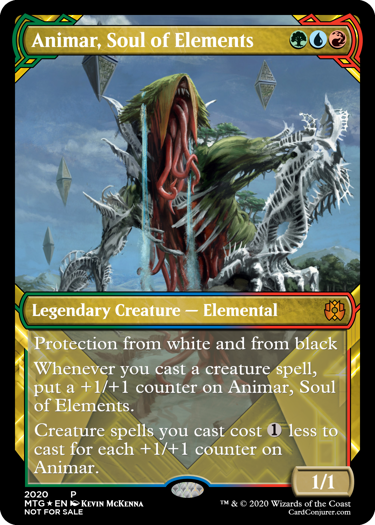 Animar, Soul of Elements
Legendary Creature — Elemental
Protection from white and from black
Whenever you cast a creature spell,
put a +1/+1 counter on Animar, Soul
of Elements.
Creature spells you cast cost 1 less to
cast for each +1/+1 counter on
Animar.
1/1
2020 P
MTG ★ EN Kevin McKenna
NOT FOR SALE
™ & © 2020 Wizards of the Coast
CardConjurer.com